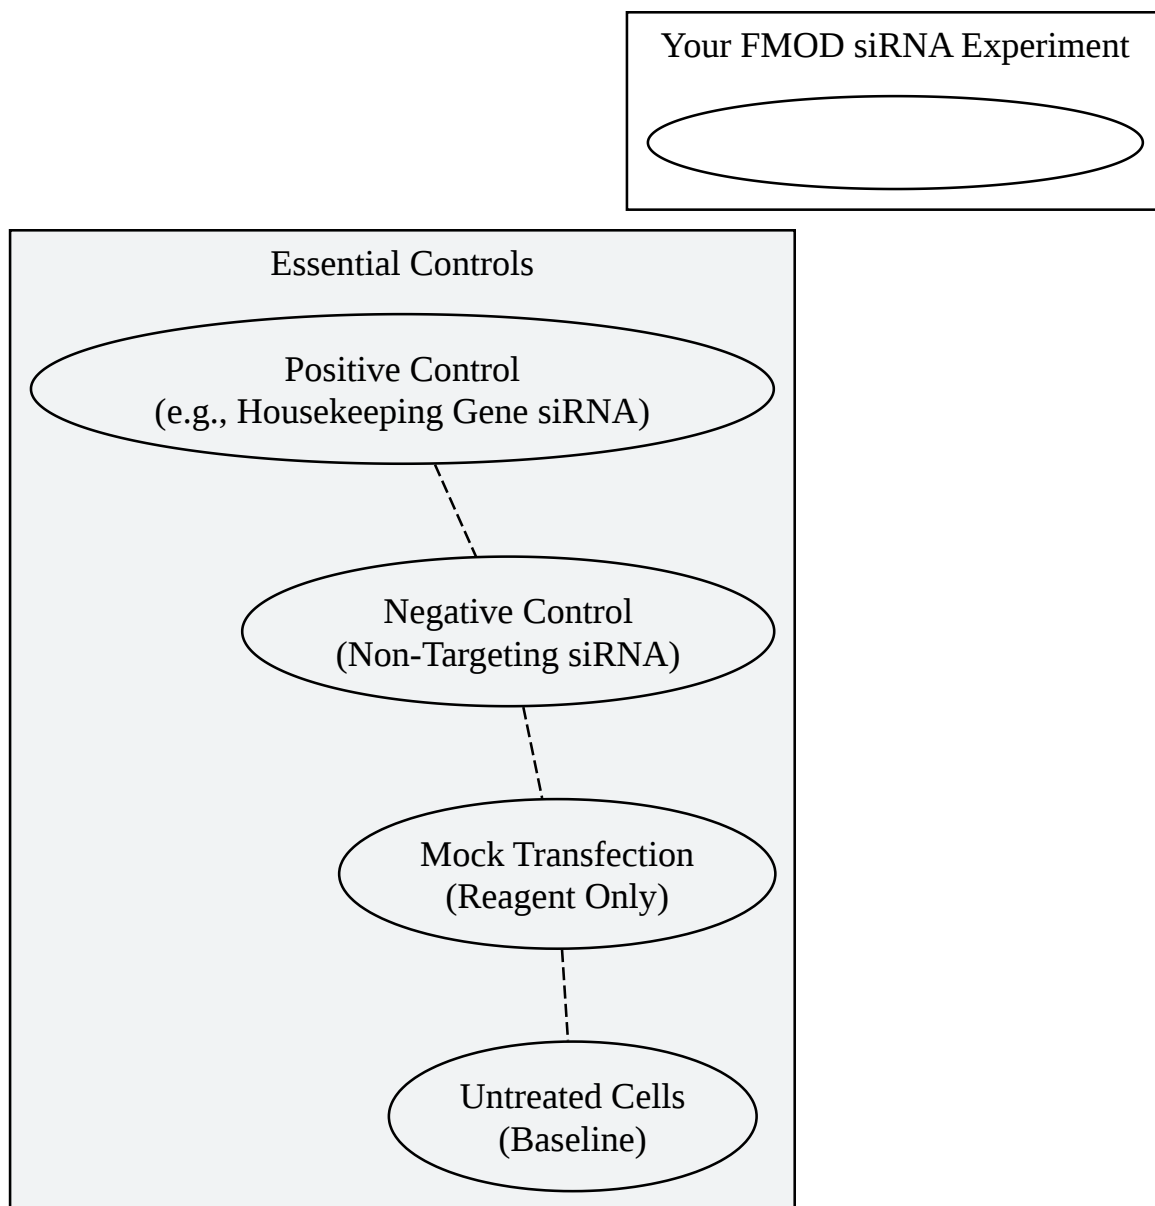 Your FMOD siRNA Experiment
Essential Controls
Positive Control
(e.g., Housekeeping Gene siRNA)
Negative Control
(Non-Targeting siRNA)
Mock Transfection
(Reagent Only)
Untreated Cells
(Baseline)